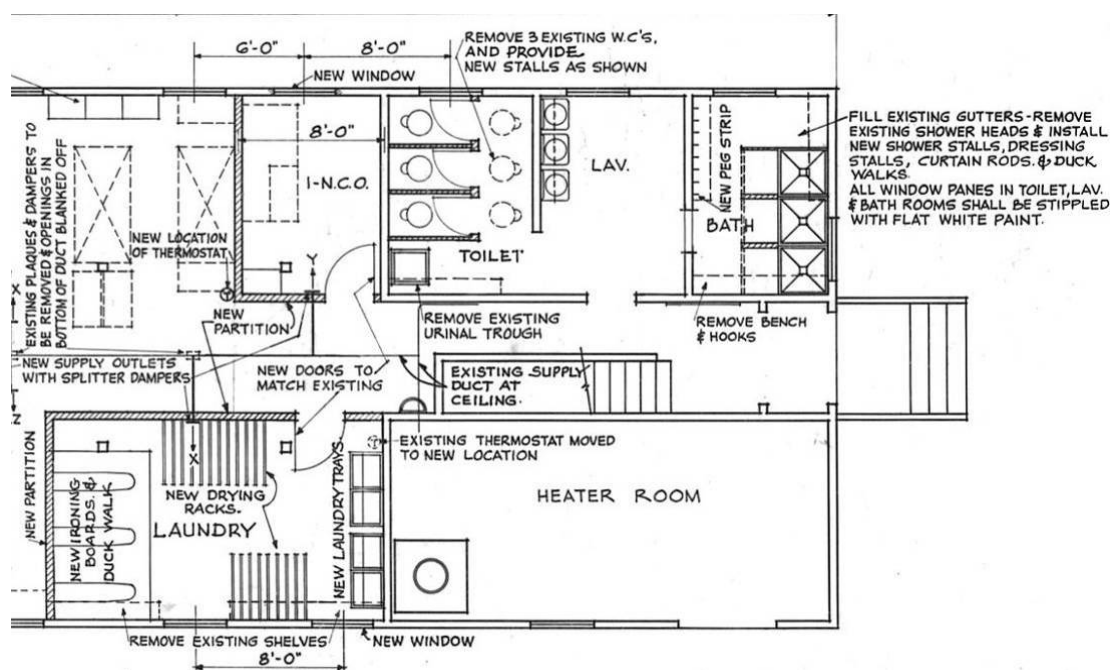 6'-0"
8'-0"
REMOVE 3 EXISTING W.C'S,
AND PROVIDE
NEW STALLS AS SHOWN
NEW WINDOW
8'-0"
I-N.C.O.
LAV.
NEW PEG STRIP
BATH
FILL EXISTING GUTTERS-REMOVE
EXISTING SHOWER HEADS & INSTALL
NEW SHOWER STALLS, DRESSING
STALLS, CURTAIN RODS. & DUCK
WALKS.
ALL WINDOW PANES IN TOILET, LAV.
& BATH ROOMS SHALL BE STIPPLED
WITH FLAT WHITE PAINT.
EXISTING PLAQUES & DAMPERS TO
BE REMOVED & OPENINGS IN
BOTTOM OF DUCT BLANKED OFF
NEW LOCATION
OF THERMOSTAT
Y
TOILET
X
NEW
PARTITION
REMOVE EXISTING
URINAL TROUGH
REMOVE BENCH
& HOOKS
NEW SUPPLY OUTLETS
WITH SPLITTER DAMPERS
NEW DOORS TO
MATCH EXISTING
EXISTING SUPPLY
DUCT AT
CEILING.
Z
NEW PARTITION
X
EXISTING THERMOSTAT MOVED
TO NEW LOCATION
NEW IRONING
BOARDS. &
DUCK WALK
NEW DRYING
RACKS.
LAUNDRY
NEW LAUNDRY TRAYS.
HEATER ROOM
REMOVE EXISTING SHELVES
NEW WINDOW
8'-0"